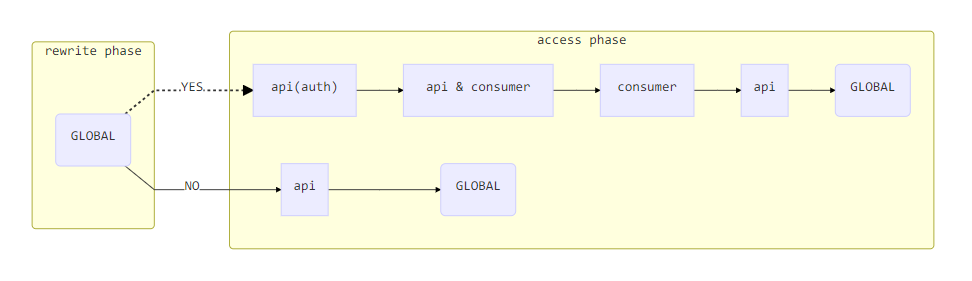 rewrite phase
access phase
YES
api(auth)
api & consumer
consumer
api
GLOBAL
GLOBAL
NO
api
GLOBAL